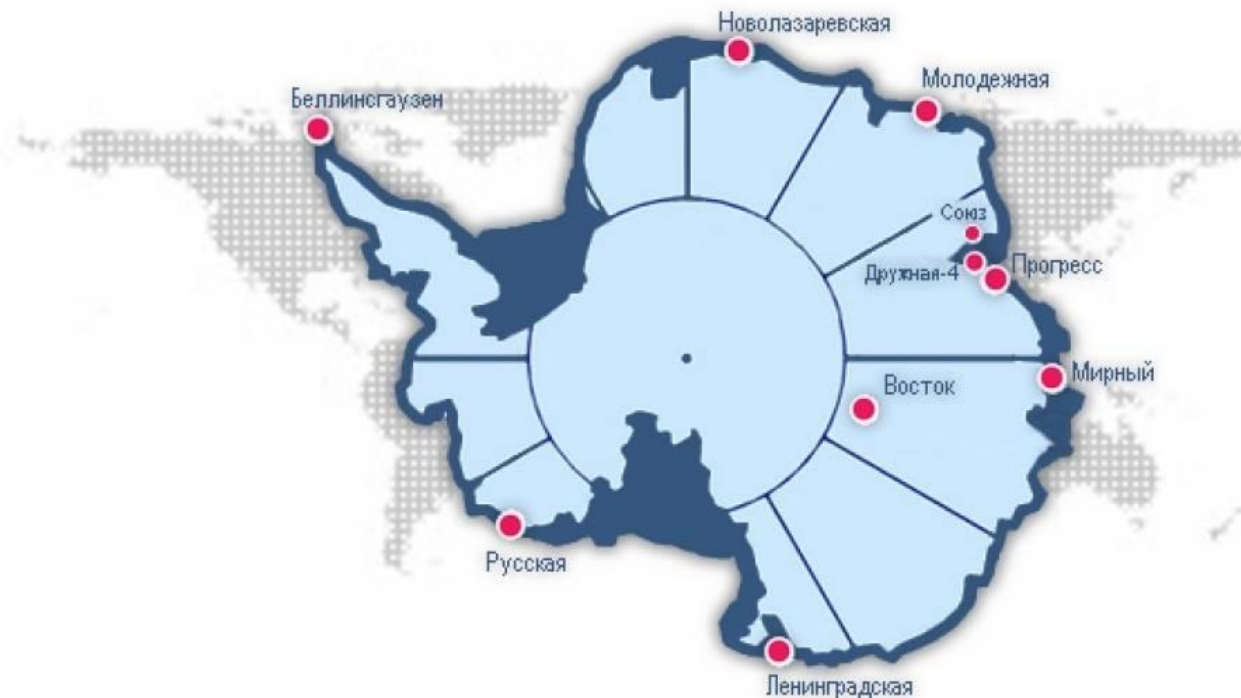 Новолазаревская
Молодежная
Беллинсгаузен
Союз
Дружная-4
Прогресс
Мирный
Восток
Русская
Ленинградская